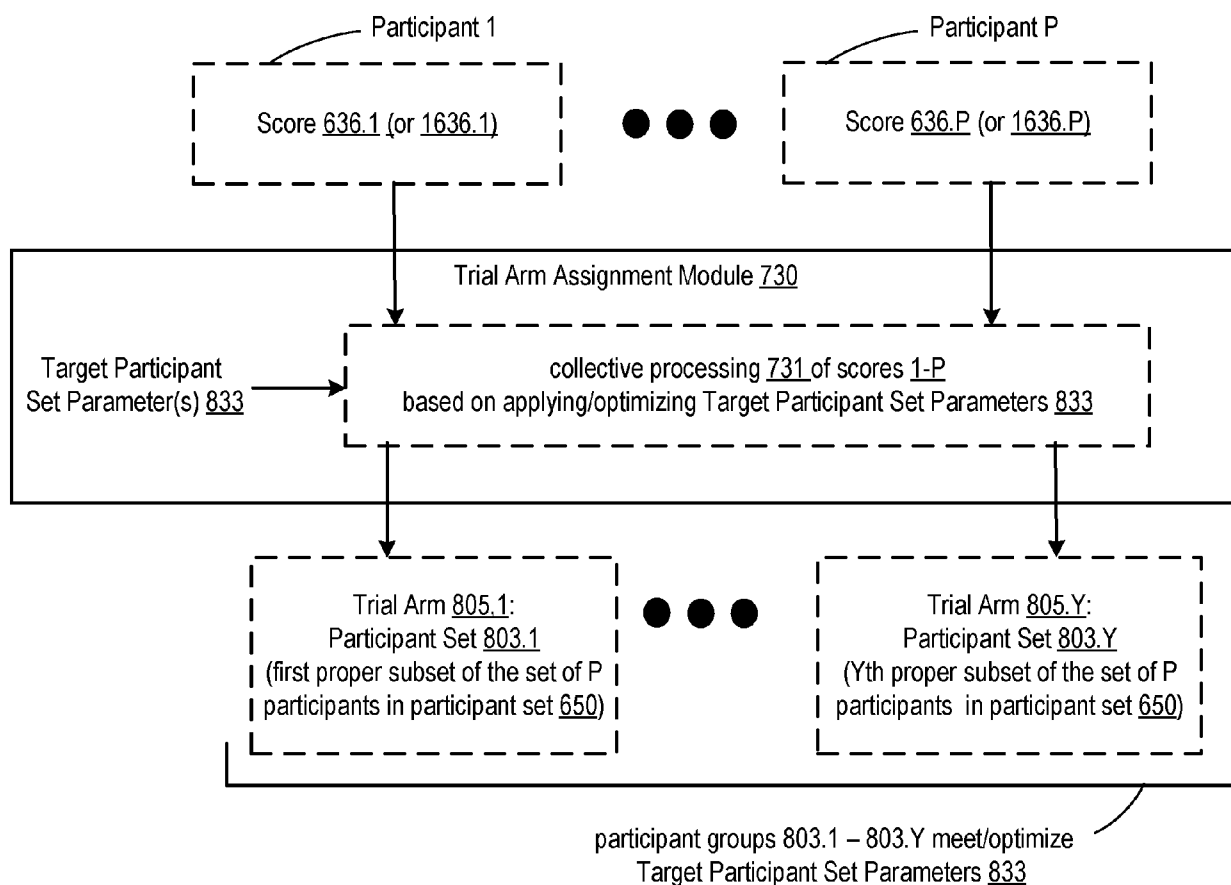 Participant 1
Participant P
Score 636.1 (or 1636.1)
Score 636.P (or 1636.P)
Trial Arm Assignment Module 730
Target Participant
Set Parameter(s) 833
collective processing 731 of scores 1-P
based on applying/optimizing Target Participant Set Parameters 833
Trial Arm 805.1:
Participant Set 803.1
(first proper subset of the set of P
participants in participant set 650)
Trial Arm 805.Y:
Participant Set 803.Y
(Yth proper subset of the set of P
participants in participant set 650)
participant groups 803.1 – 803.Y meet/optimize
Target Participant Set Parameters 833